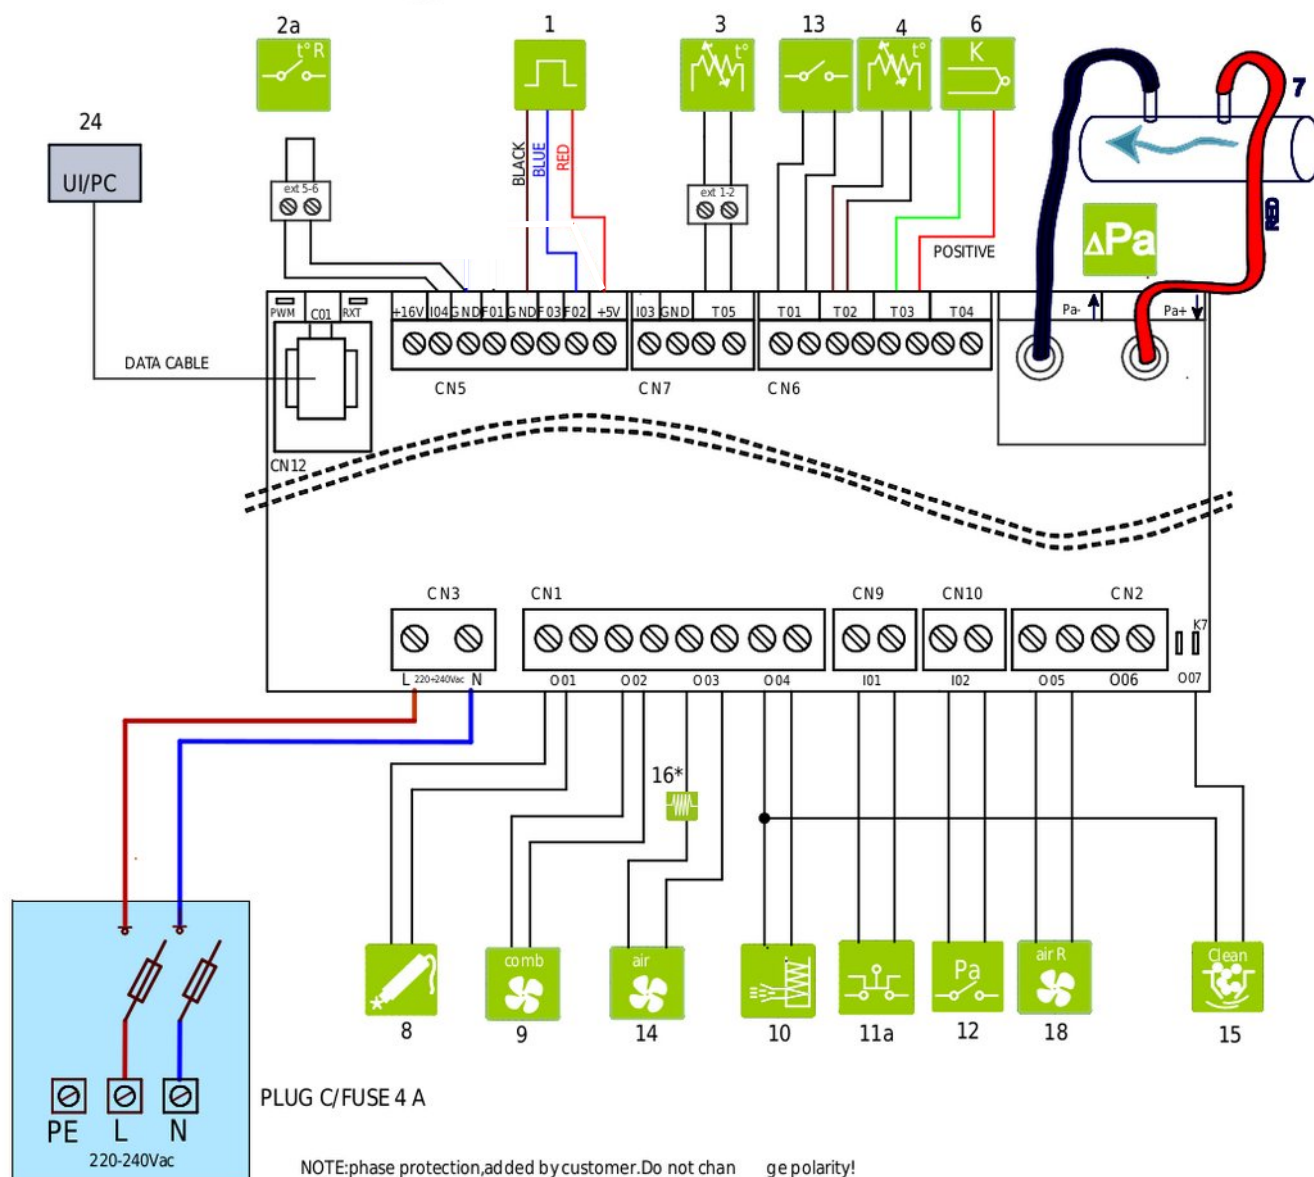 2a 1 3 13 4 6
t° R t° t° K
7
24
UI/PC
BLACK
BLUE
RED
ext 5-6 ext 1-2
RED
ΔPa
POSITIVE
PWM C01 RXT +16V I04 GND F01 GND F03 F02 +5V I03 GND T05 T01 T02 T03 T04 Pa- Pa+
DATA CABLE
CN5 CN7 CN6
CN12
CN3 CN1 CN9 CN10 CN2
K7
L 220÷240Vac N O01 O02 O03 O04 I01 I02 O05 O06 O07
16*
comb air Pa air R Clean
8 9 14 10 11a 12 18 15
PLUG C/FUSE 4 A
PE L N
220-240Vac
NOTE:phase protection,added by customer.Do not chan ge polarity!